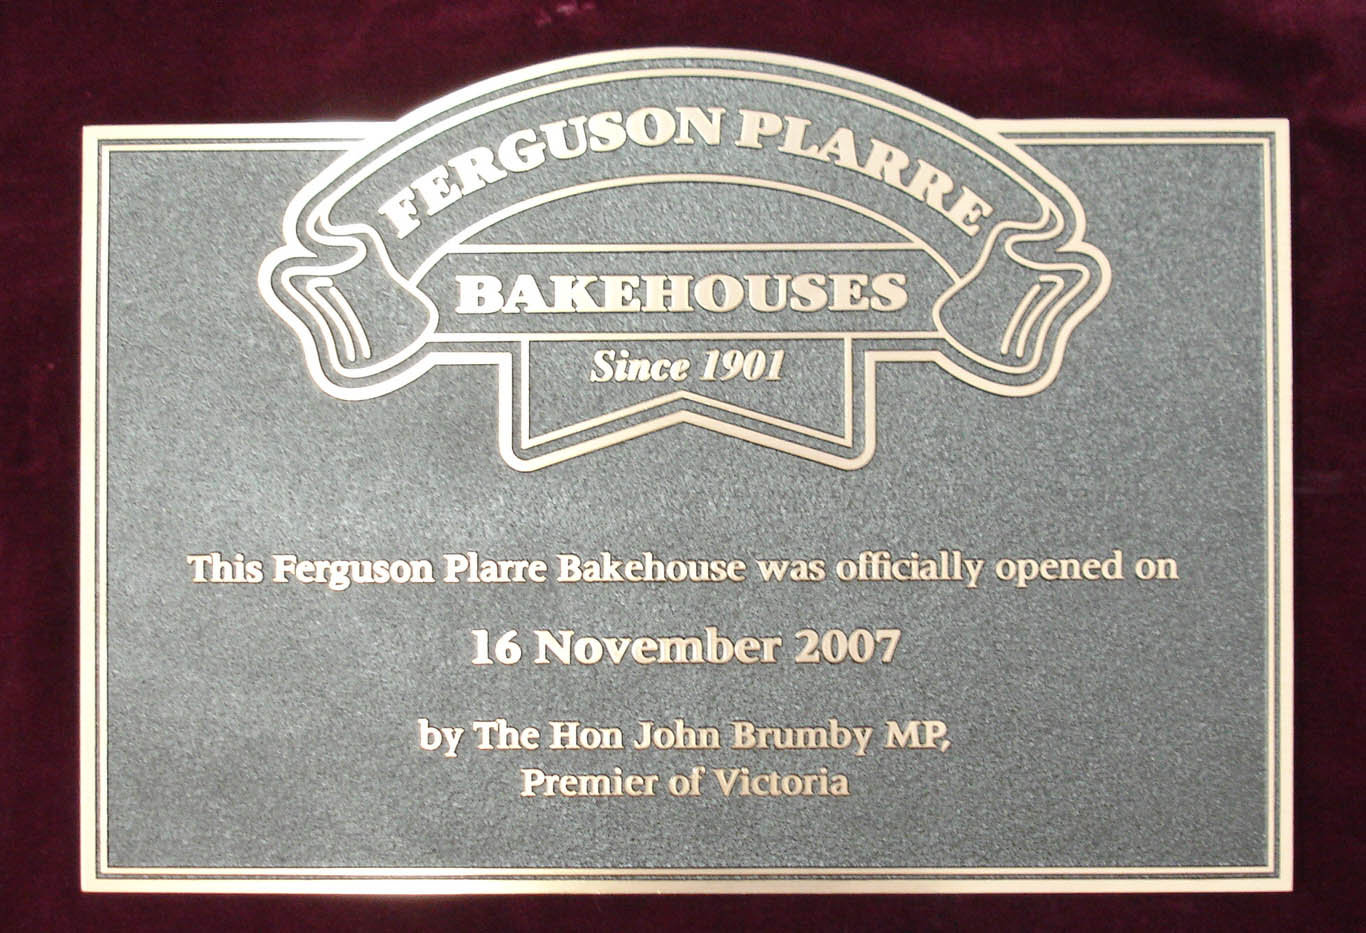 FERGUSON PLARRE
BAKEHOUSES
Since 1901
This Ferguson Plarre Bakehouse was officially opened on
16 November 2007
by The Hon John Brumby MP,
Premier of Victoria